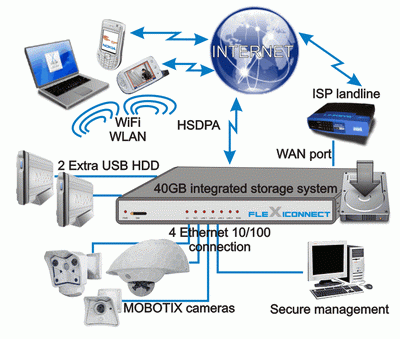 INTERNET
ISP landline
WiFi
WLAN
HSDPA
WAN port
2 Extra USB HDD
40GB integrated storage system
FLEXICONNECT
4 Ethernet 10/100
connection
MOBOTIX cameras
Secure management